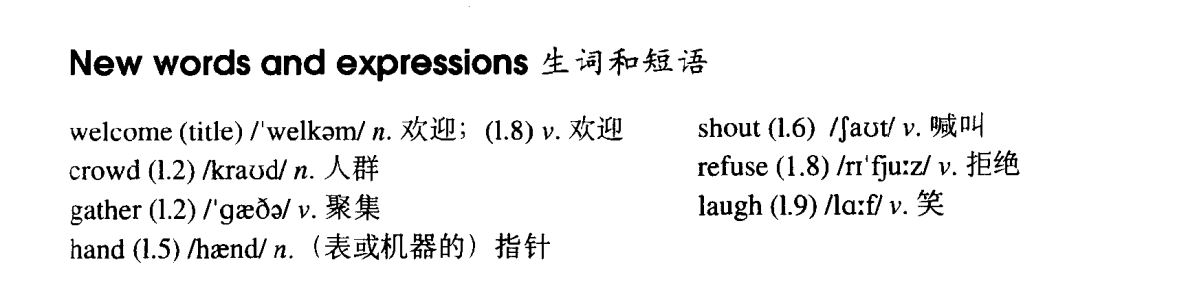 New words and expressions 生词和短语
welcome (title) /ˈwelkəm/ n. 欢迎；(l.8) v. 欢迎
crowd (l.2) /kraʊd/ n. 人群
gather (l.2) /ˈɡæðə/ v. 聚集
hand (l.5) /hænd/ n.（表或机器的）指针
shout (l.6) /ʃaʊt/ v. 喊叫
refuse (1.8) /rɪˈfjuːz/ v. 拒绝
laugh (l.9) /lɑːf/ v. 笑